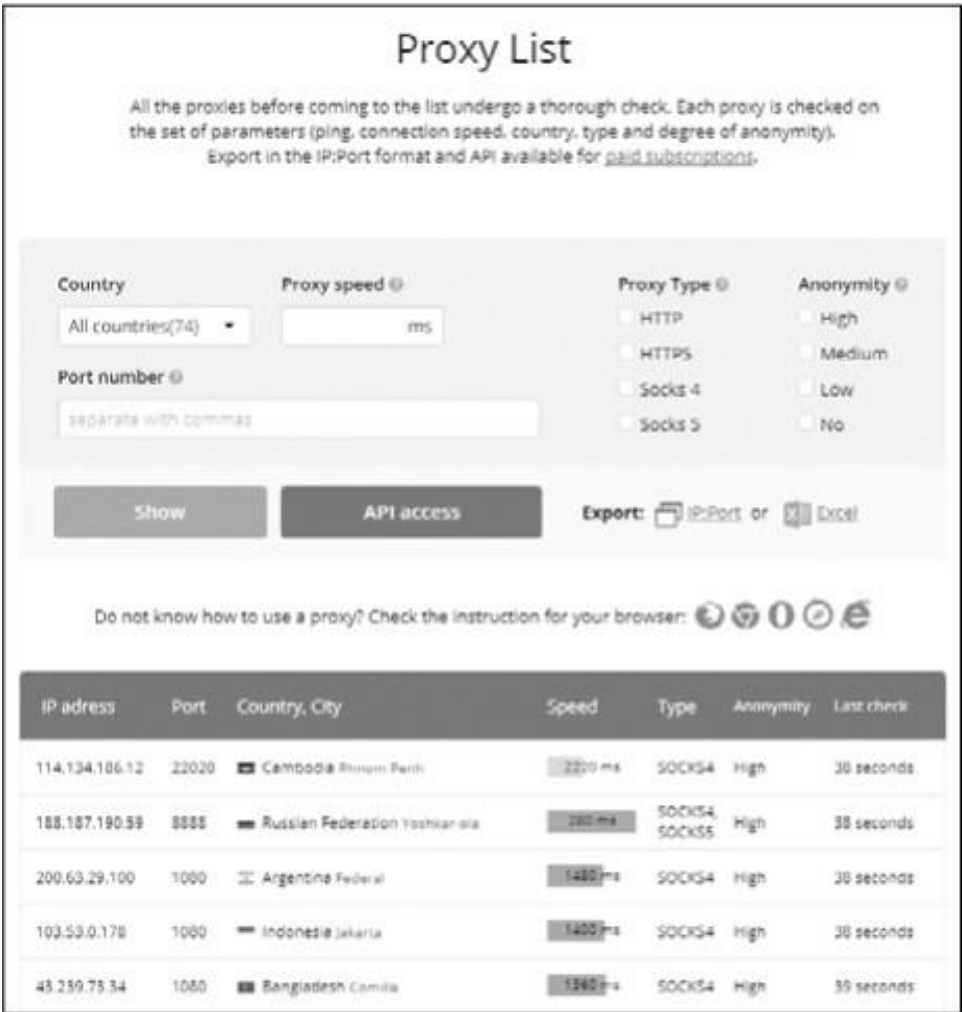 Proxy List
All the proxies before coming to the list undergo a thorough check. Each proxy is checked on
the set of parameters (ping, connection speed, country, type and degree of anonymity).
Export in the IP:Port format and API available for paid subscriptions.
Country Proxy speed Proxy Type Anonymity
All countries(74) ms HTTP High
HTTPS Medium
Port number Socks 4 Low
separate with commas Socks 5 No
Show API access Export: IP:Port or Excel
Do not know how to use a proxy? Check the instruction for your browser:
IP adress Port Country, City Speed Type Anonymity Last check
114.134.186.12 22020 Cambodia Phnum Penh 2220 ms SOCKS4 High 38 seconds
188.187.190.59 8888 Russian Federation Yoshkar-ola 280 ms SOCKS4, SOCKS5 High 38 seconds
200.63.29.100 1080 Argentina Federal 1480 ms SOCKS4 High 38 seconds
103.53.0.178 1080 Indonesia Jakarta 1400 ms SOCKS4 High 38 seconds
43.239.73.34 1080 Bangladesh Comilla 1360 ms SOCKS4 High 39 seconds